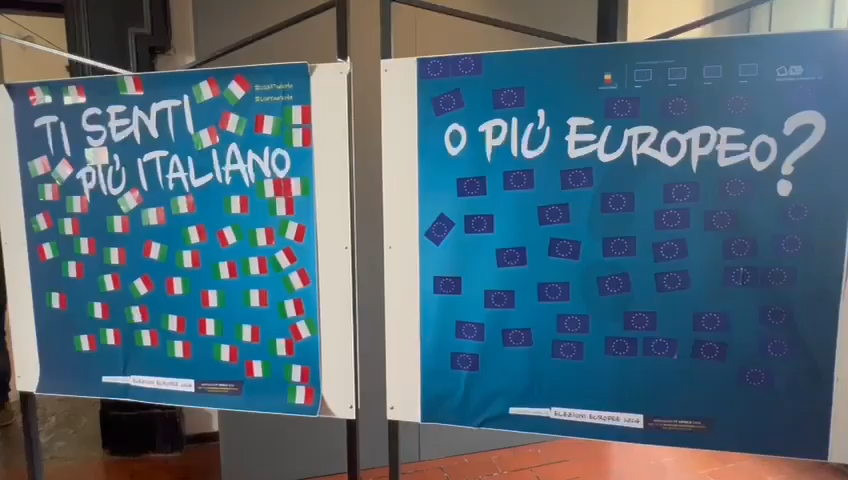 TI SENTI
PIÙ ITALIANO
ELEZIONI EUROPEE 2024
O PIÙ EUROPEO?
ELEZIONI EUROPEE 2024